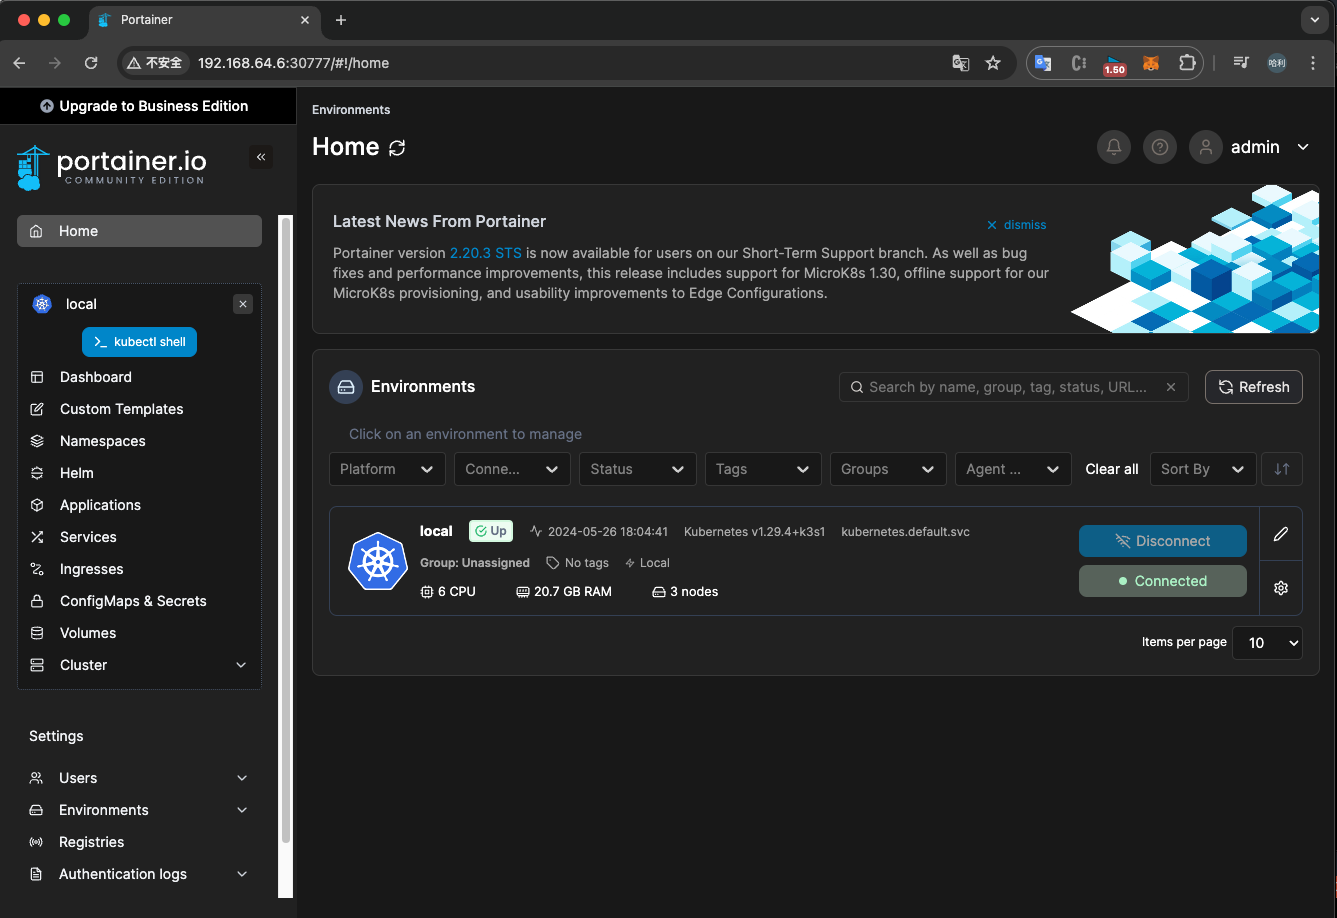 Portainer
不安全
192.168.64.6:30777/#!/home
1.50
哈利
Upgrade to Business Edition
portainer.io
COMMUNITY EDITION
Home
local
kubectl shell
Dashboard
Custom Templates
Namespaces
Helm
Applications
Services
Ingresses
ConfigMaps & Secrets
Volumes
Cluster
Settings
Users
Environments
Registries
Authentication logs
Environments
Home
admin
Latest News From Portainer
dismiss
Portainer version 2.20.3 STS is now available for users on our Short-Term Support branch. As well as bug
fixes and performance improvements, this release includes support for MicroK8s 1.30, offline support for our
MicroK8s provisioning, and usability improvements to Edge Configurations.
Environments
Search by name, group, tag, status, URL...
Refresh
Click on an environment to manage
Platform
Conne...
Status
Tags
Groups
Agent ...
Clear all
Sort By
local Up 2024-05-26 18:04:41 Kubernetes v1.29.4+k3s1 kubernetes.default.svc
Group: Unassigned No tags Local
6 CPU 20.7 GB RAM 3 nodes
Disconnect
Connected
Items per page 10